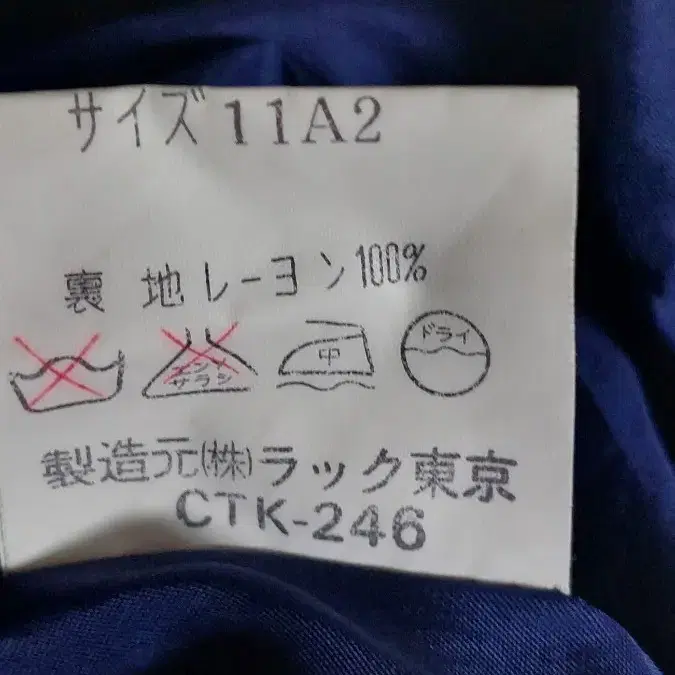 サイズ11A2
裏 地レーヨン100%
エンソ サラシ 中 ドライ
製造元(株)ラック東京
CTK-246